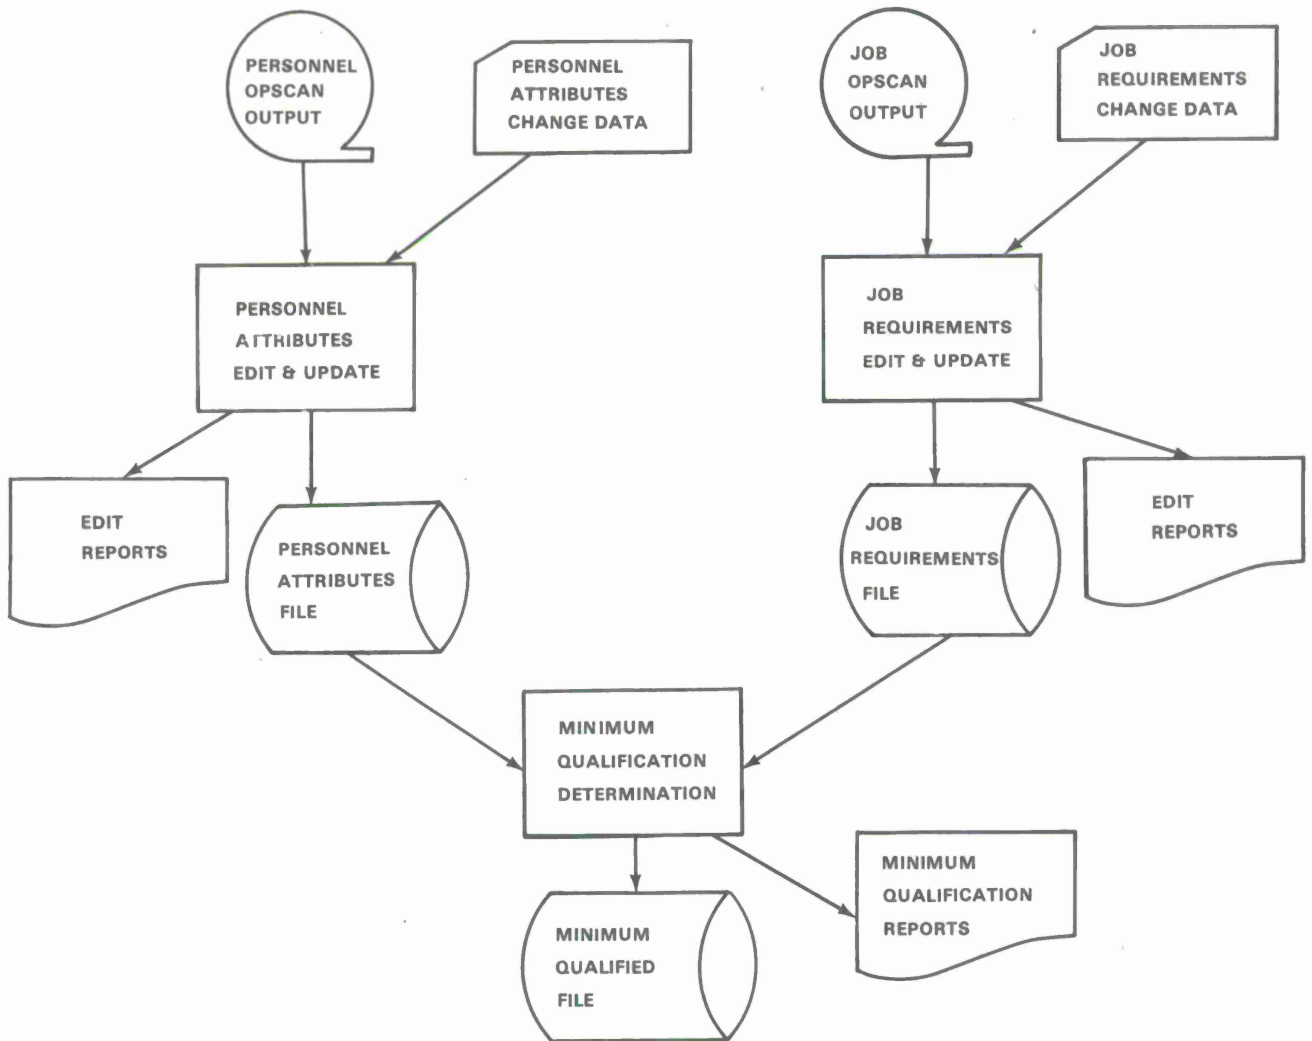 PERSONNEL
OPSCAN
OUTPUT
PERSONNEL
ATTRIBUTES
CHANGE DATA
JOB
OPSCAN
OUTPUT
JOB
REQUIREMENTS
CHANGE DATA
PERSONNEL
ATTRIBUTES
EDIT & UPDATE
JOB
REQUIREMENTS
EDIT & UPDATE
EDIT
REPORTS
PERSONNEL
ATTRIBUTES
FILE
JOB
REQUIREMENTS
FILE
EDIT
REPORTS
MINIMUM
QUALIFICATION
DETERMINATION
MINIMUM
QUALIFIED
FILE
MINIMUM
QUALIFICATION
REPORTS